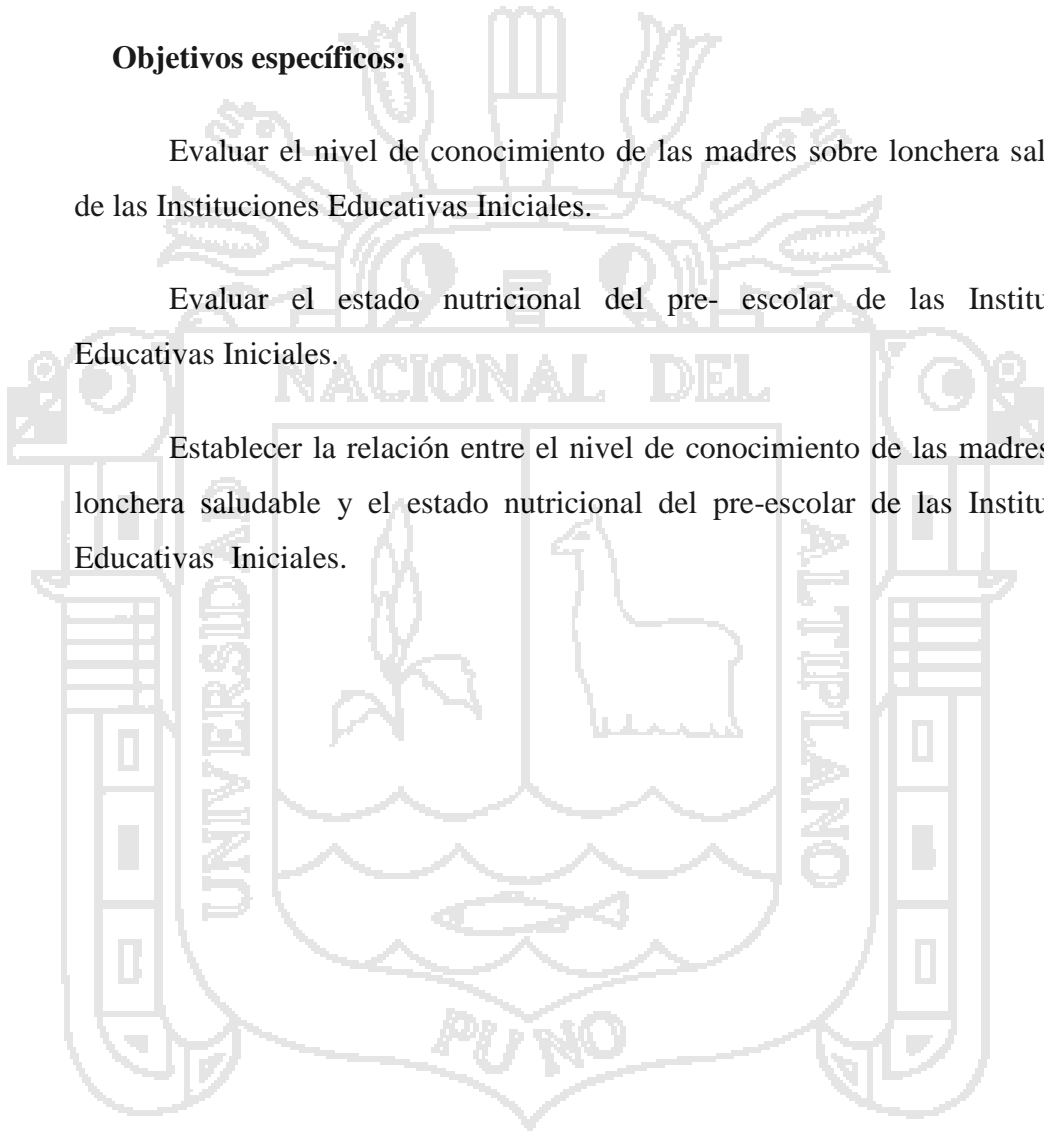 Objetivos específicos:
Evaluar el nivel de conocimiento de las madres sobre lonchera sal
de las Instituciones Educativas Iniciales.
Evaluar el estado nutricional del pre- escolar de las Institu
Educativas Iniciales.
NACIONAL DEL
Establecer la relación entre el nivel de conocimiento de las madres
lonchera saludable y el estado nutricional del pre-escolar de las Institu
Educativas Iniciales.
UNIVERSIDAD
ALTIPLANO
PUNO